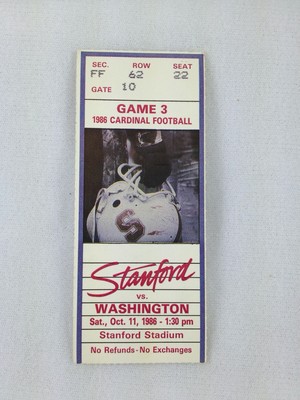 SEC. ROW SEAT
FF 62 22
GATE 10
GAME 3
1986 CARDINAL FOOTBALL
S
Stanford
vs.
WASHINGTON
Sat., Oct. 11, 1986 - 1:30 pm
Stanford Stadium
No Refunds - No Exchanges